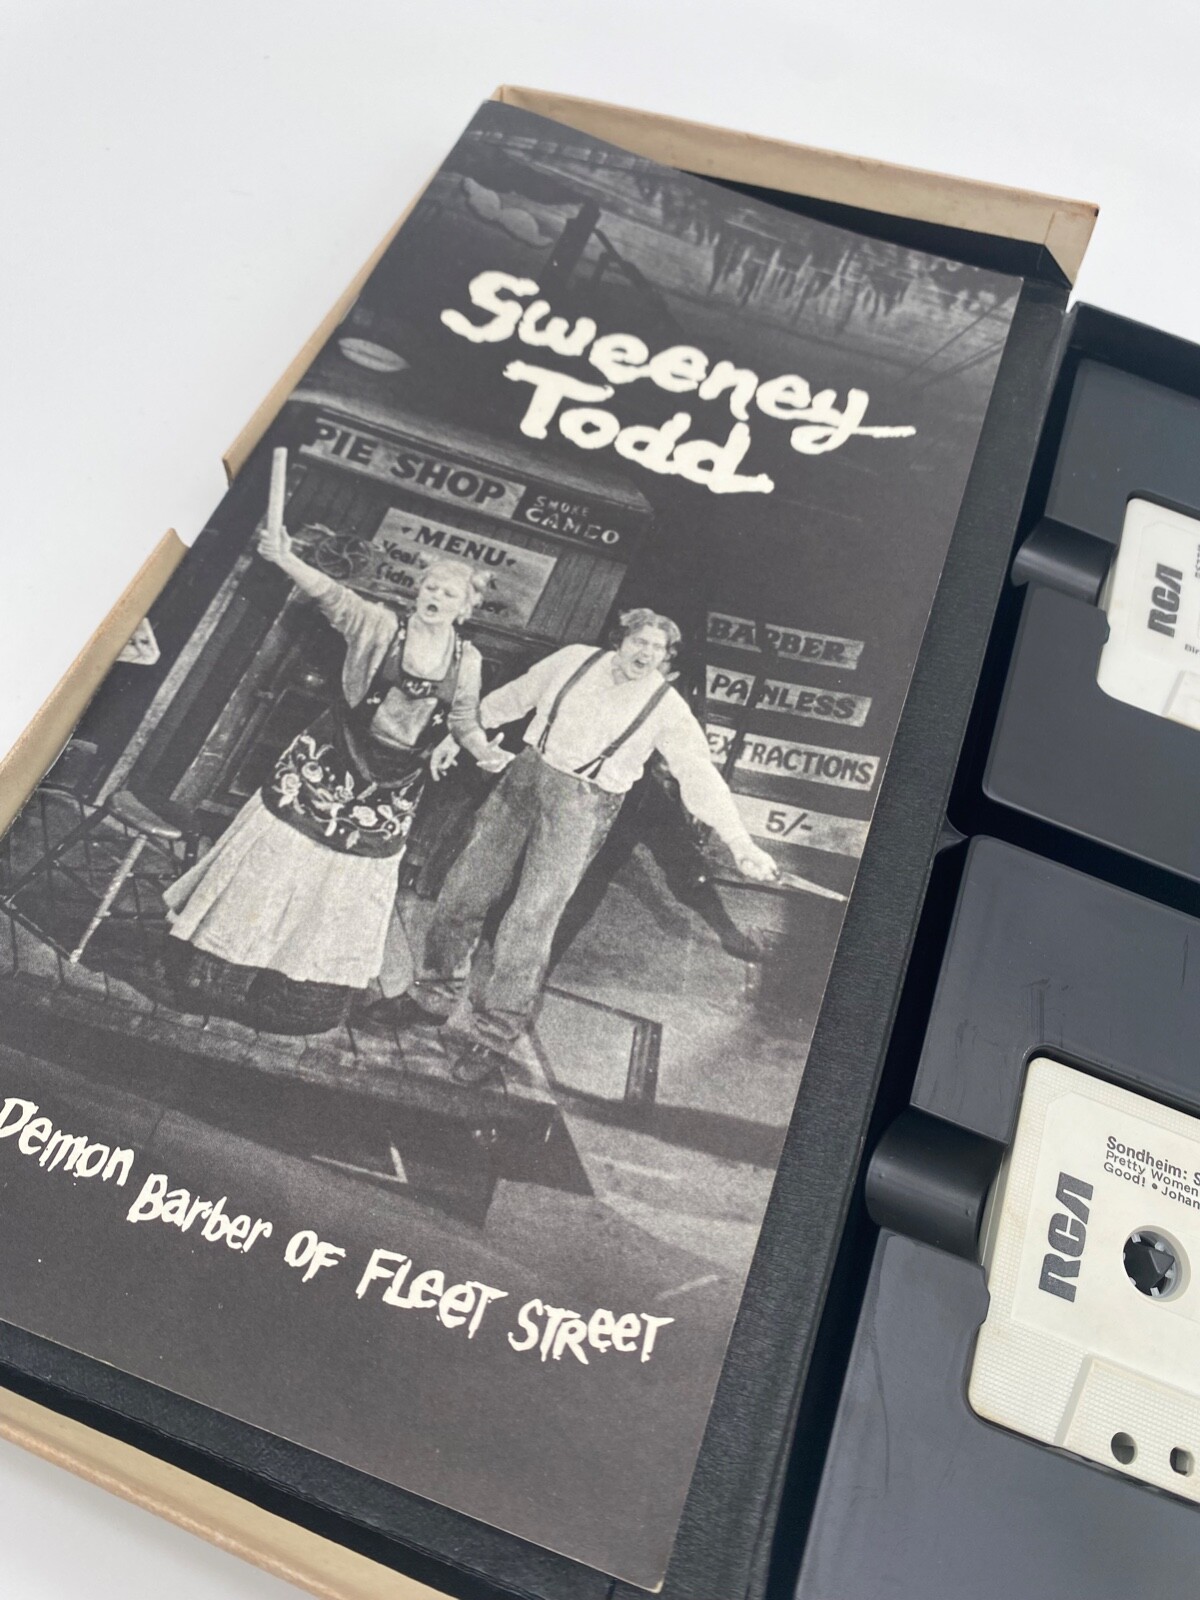 Sweeney
Todd
PIE SHOP
SMOKE
CAMEO
MENU
BARBER
PAINLESS
EXTRACTIONS
5/-
Demon Barber OF FLEET STREET
RCA
RCA
Sondheim: S
Pretty Women
Good! • Johan